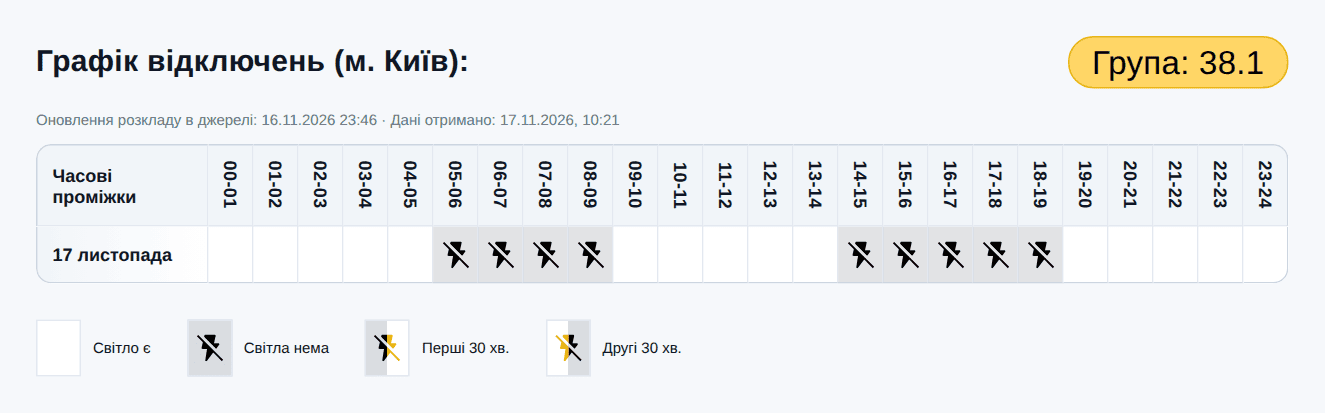 Графік відключень (м. Київ):
Група: 38.1
Оновлення розкладу в джерелі: 16.11.2026 23:46 · Дані отримано: 17.11.2026, 10:21
Часові
проміжки
00-01
01-02
02-03
03-04
04-05
05-06
06-07
07-08
08-09
09-10
10-11
11-12
12-13
13-14
14-15
15-16
16-17
17-18
18-19
19-20
20-21
21-22
22-23
23-24
17 листопада
Світло є
Світла нема
Перші 30 хв.
Другі 30 хв.